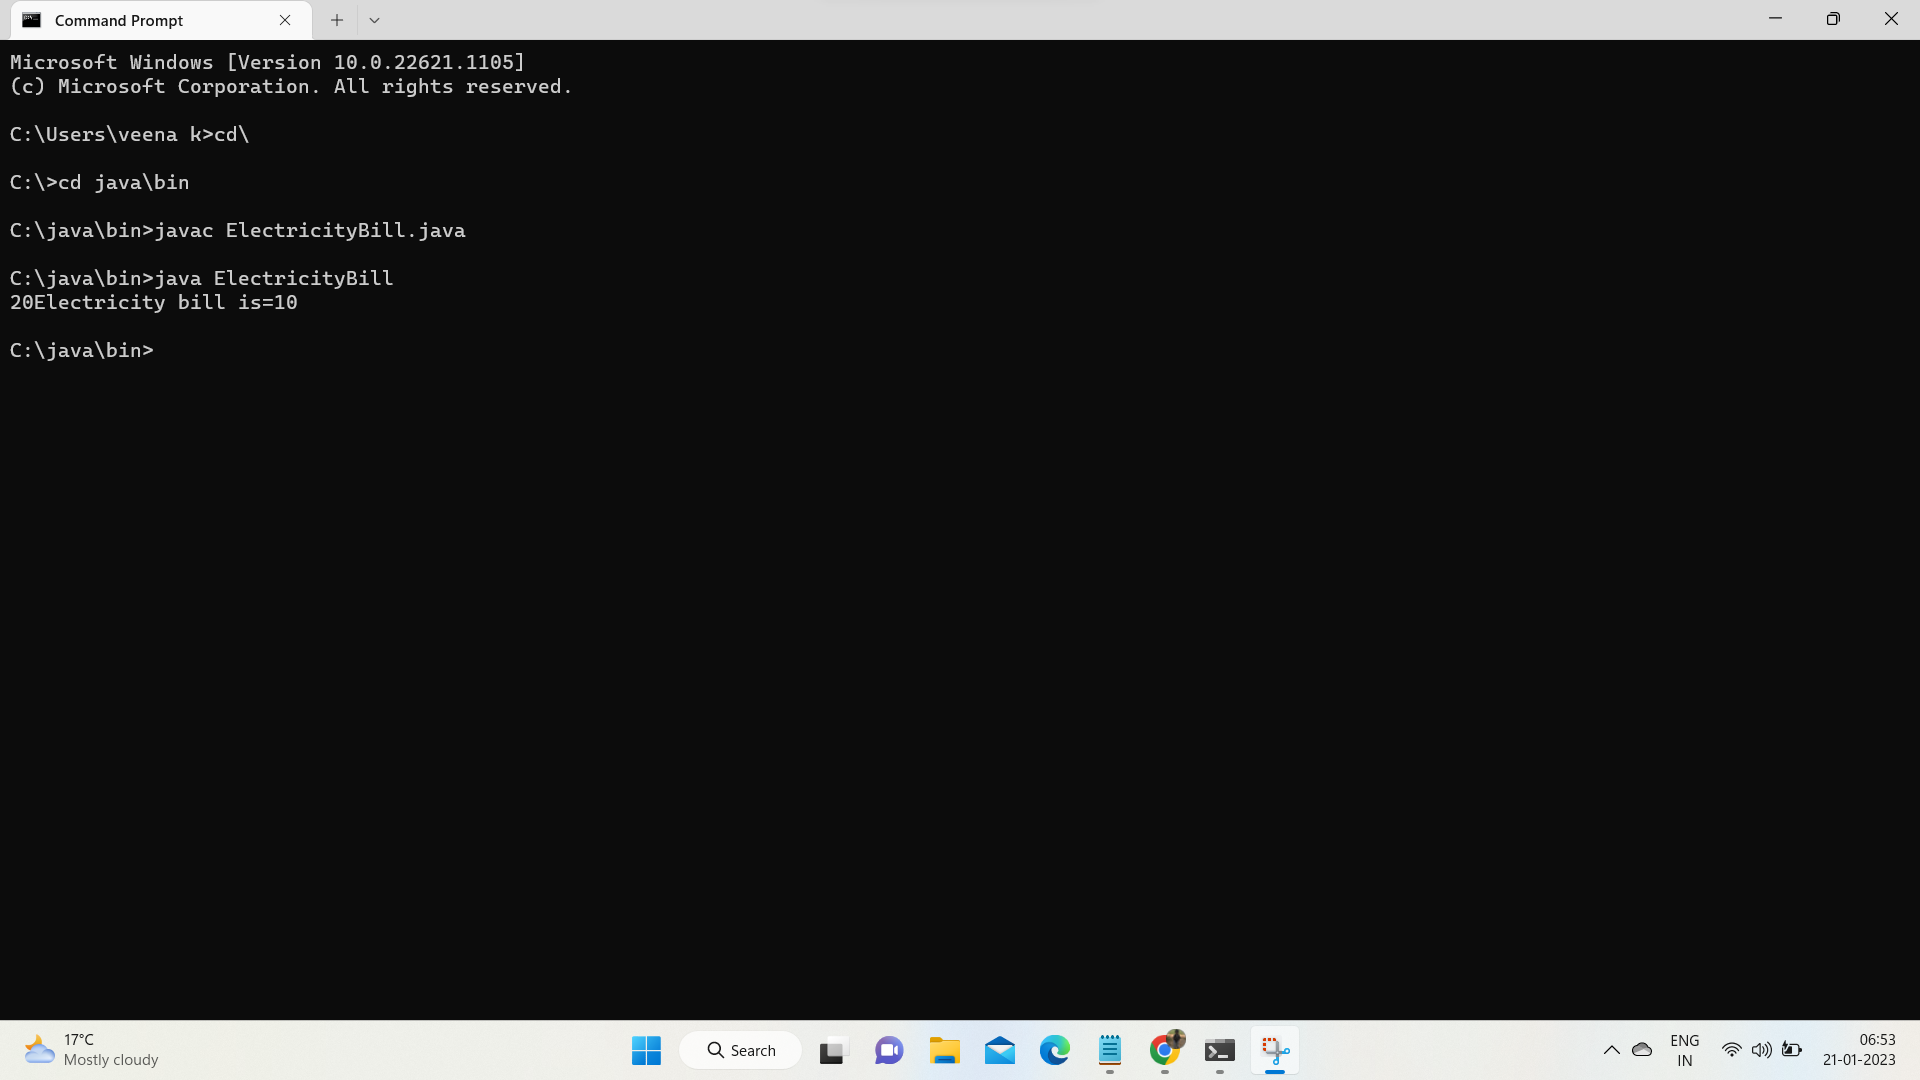 Command Prompt
Microsoft Windows [Version 10.0.22621.1105]
(c) Microsoft Corporation. All rights reserved.
C:\Users\veena k>cd\
C:\>cd java\bin
C:\java\bin>javac ElectricityBill.java
C:\java\bin>java ElectricityBill
20Electricity bill is=10
C:\java\bin>
17°C
Mostly cloudy
Search
ENG
IN
06:53
21-01-2023